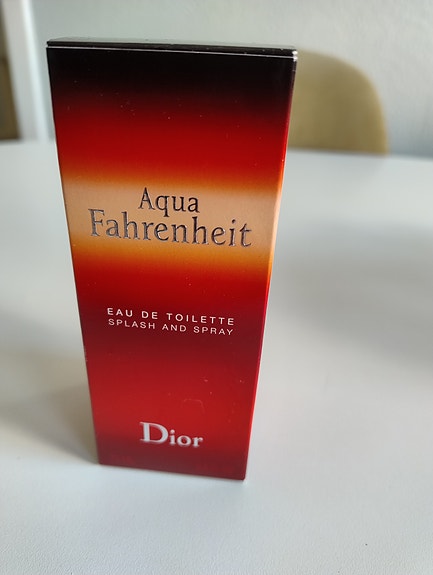 Aqua
Fahrenheit
EAU DE TOILETTE
SPLASH AND SPRAY
Dior